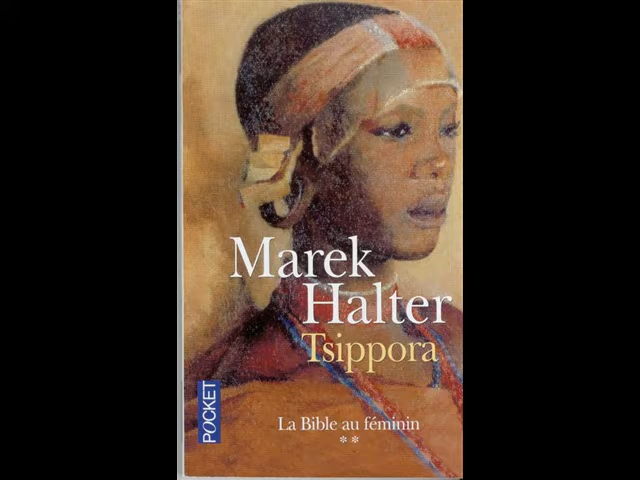 Marek
Halter
Tsippora
POCKET
La Bible au féminin
**